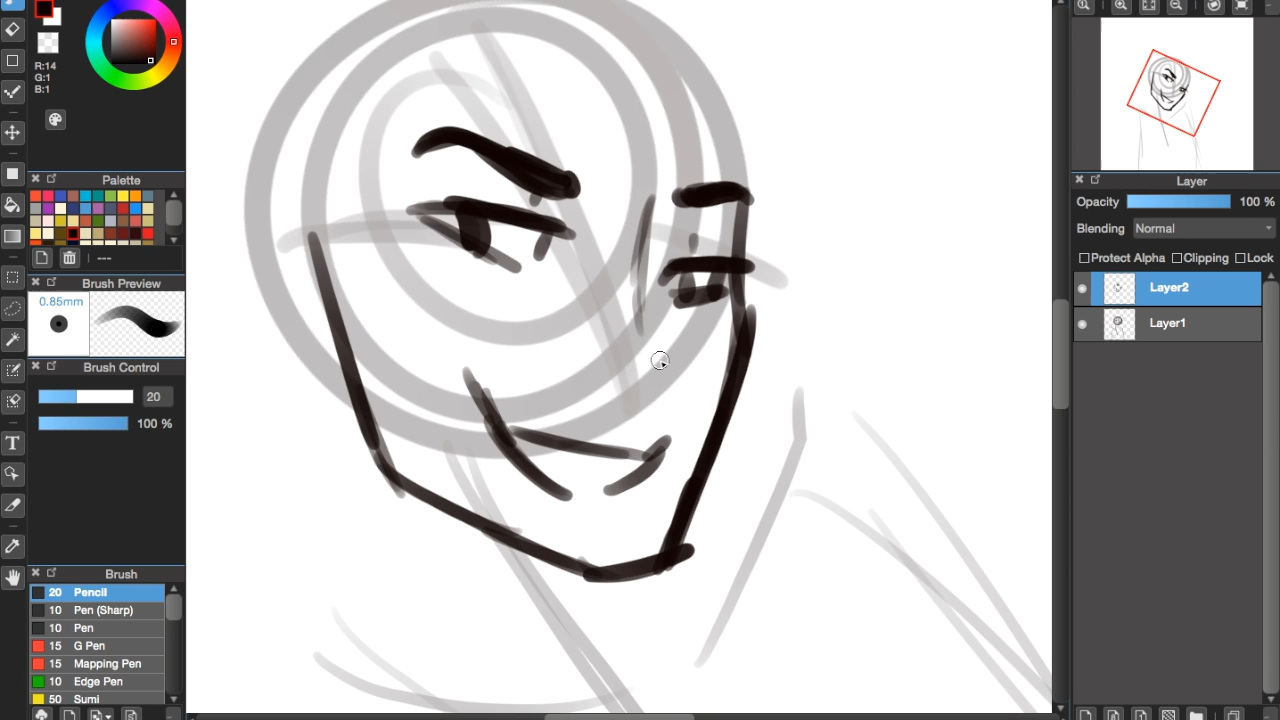 R:14
G:1
B:1
Palette
---
Brush Preview
0.85mm
Brush Control
20
100 %
Brush
20 Pencil
10 Pen (Sharp)
10 Pen
15 G Pen
15 Mapping Pen
10 Edge Pen
50 Sumi
T
Layer
Opacity 100 %
Blending Normal
Protect Alpha Clipping Lock
Layer2
Layer1